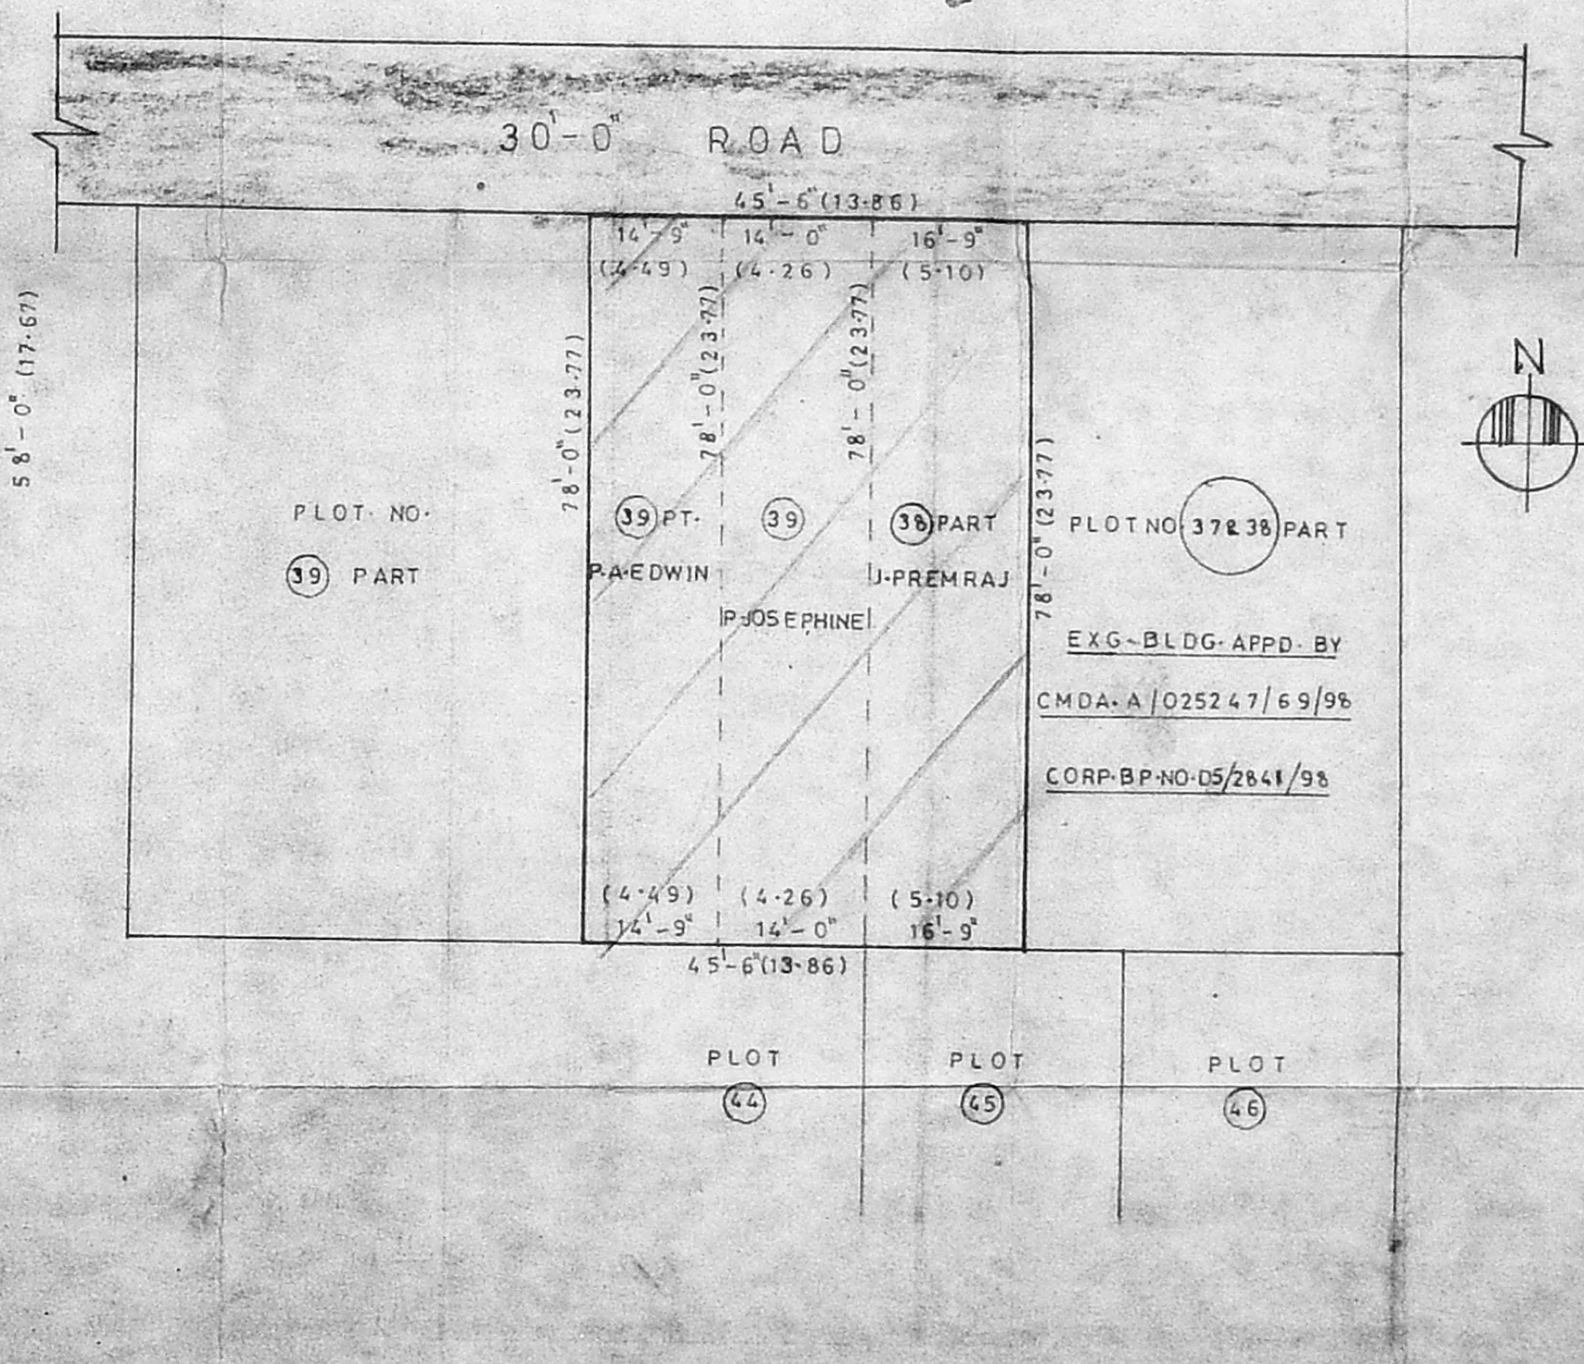 30'-0" ROAD
45'-6"(13·86)
14'-9" 14'-0" 16'-9"
(4·49) (4·26) (5·10)
58'-0" (17·67)
78'-0"(23·77)
78'-0"(23·77)
78'-0"(23·77)
78'-0"(23·77)
N
PLOT· NO·
39 PART
39 PT·
P·A·EDWIN
39
P·JOSEPHINE
38 PART
J·PREMRAJ
PLOT NO 37&38 PART
EXG-BLDG·APPD·BY
CMDA· A/025247/69/98
CORP·BP·NO·D5/2841/98
(4·49) (4·26) (5·10)
14'-9" 14'-0" 16'-9"
45'-6"(13·86)
PLOT PLOT PLOT
44 45 46